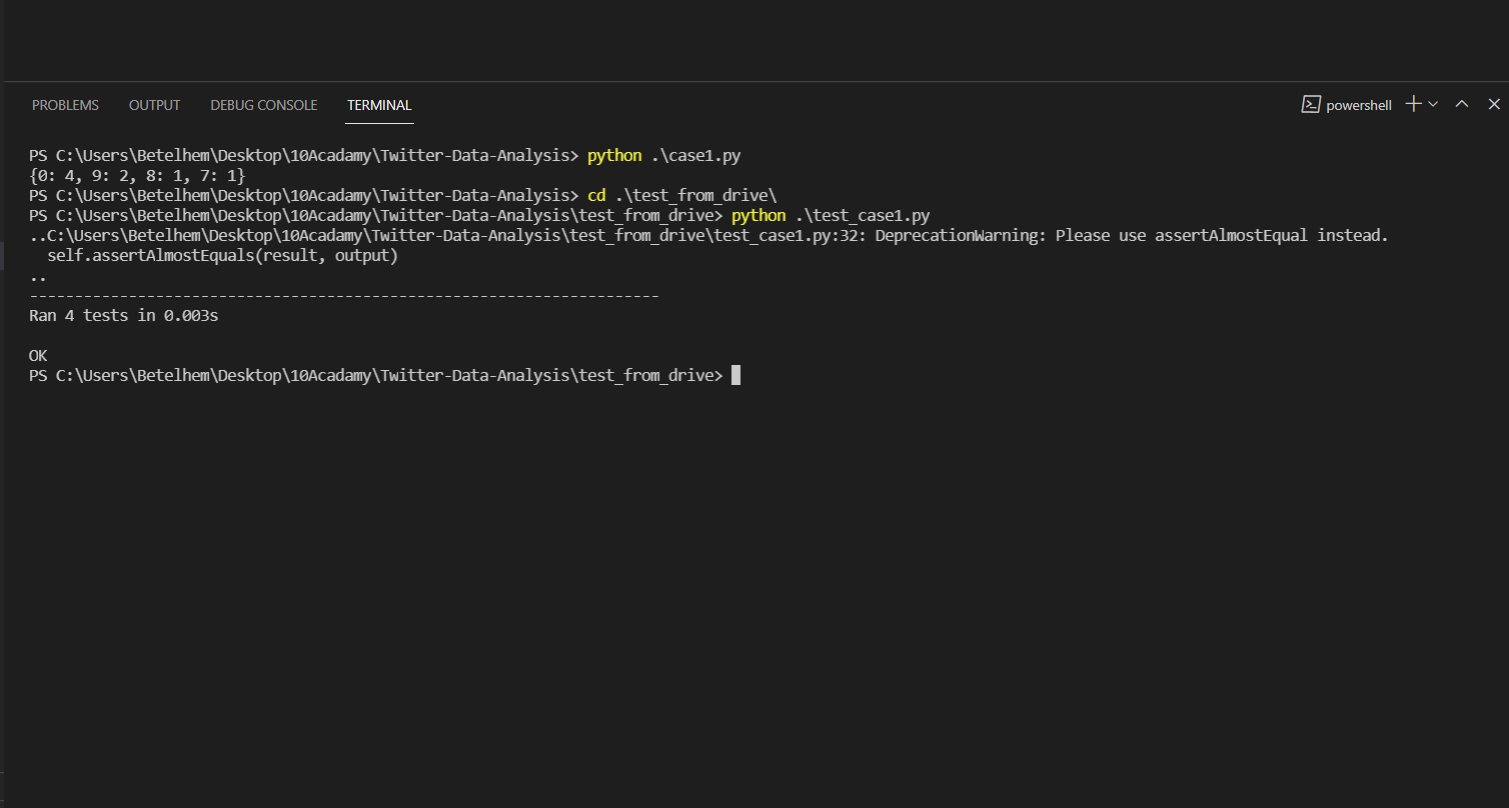 PROBLEMS OUTPUT DEBUG CONSOLE TERMINAL powershell
PS C:\Users\Betelhem\Desktop\10Acadamy\Twitter-Data-Analysis> python .\case1.py
{0: 4, 9: 2, 8: 1, 7: 1}
PS C:\Users\Betelhem\Desktop\10Acadamy\Twitter-Data-Analysis> cd .\test_from_drive\
PS C:\Users\Betelhem\Desktop\10Acadamy\Twitter-Data-Analysis\test_from_drive> python .\test_case1.py
..C:\Users\Betelhem\Desktop\10Acadamy\Twitter-Data-Analysis\test_from_drive\test_case1.py:32: DeprecationWarning: Please use assertAlmostEqual instead.
  self.assertAlmostEquals(result, output)
..
----------------------------------------------------------------------
Ran 4 tests in 0.003s
OK
PS C:\Users\Betelhem\Desktop\10Acadamy\Twitter-Data-Analysis\test_from_drive>